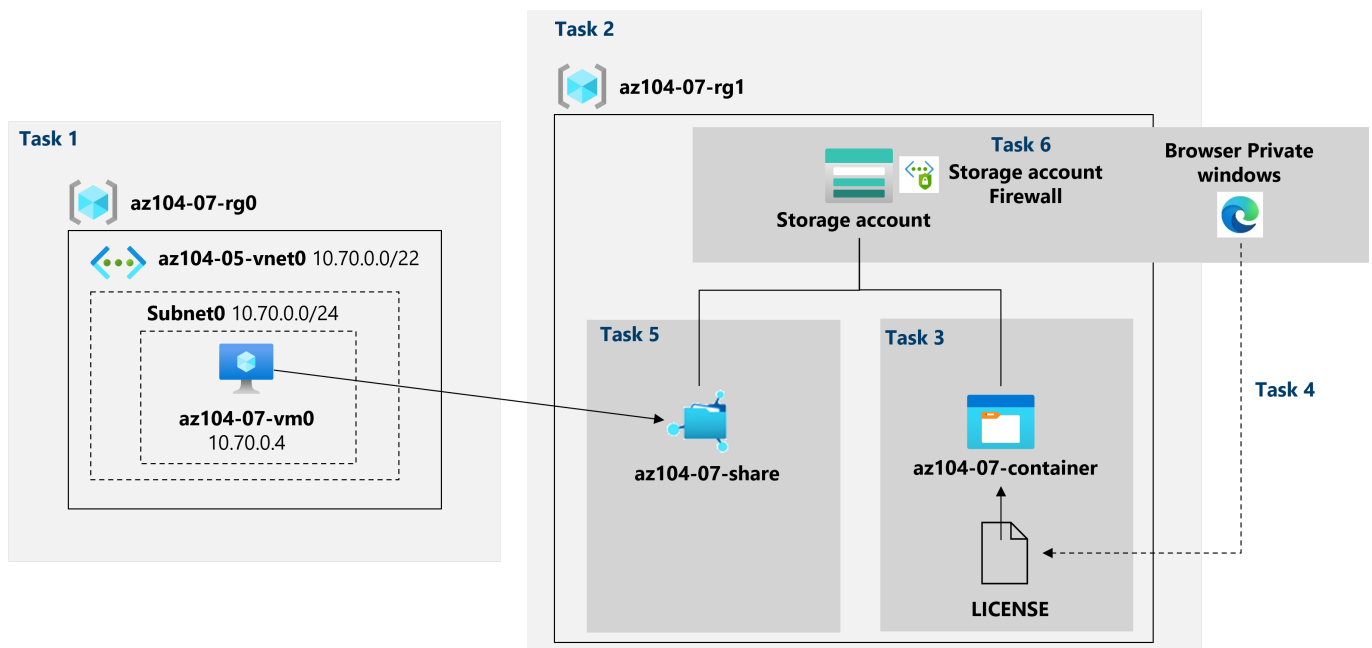 Task 1
az104-07-rg0
az104-05-vnet0 10.70.0.0/22
Subnet0 10.70.0.0/24
az104-07-vm0
10.70.0.4
Task 2
az104-07-rg1
Task 6
Storage account
Firewall
Storage account
Browser Private
windows
Task 5
az104-07-share
Task 3
az104-07-container
LICENSE
Task 4